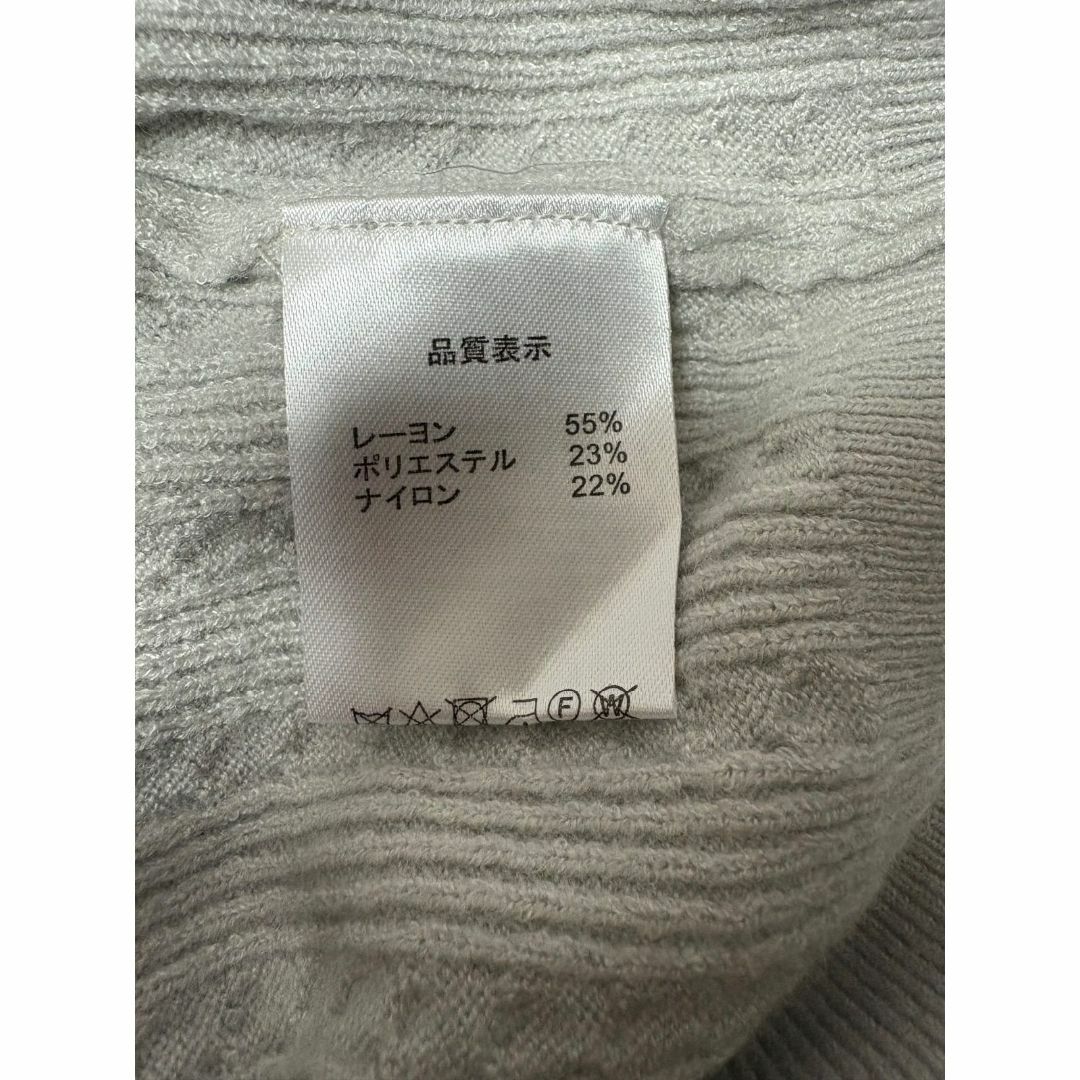 品質表示
レーヨン 55%
ポリエステル 23%
ナイロン 22%
F W